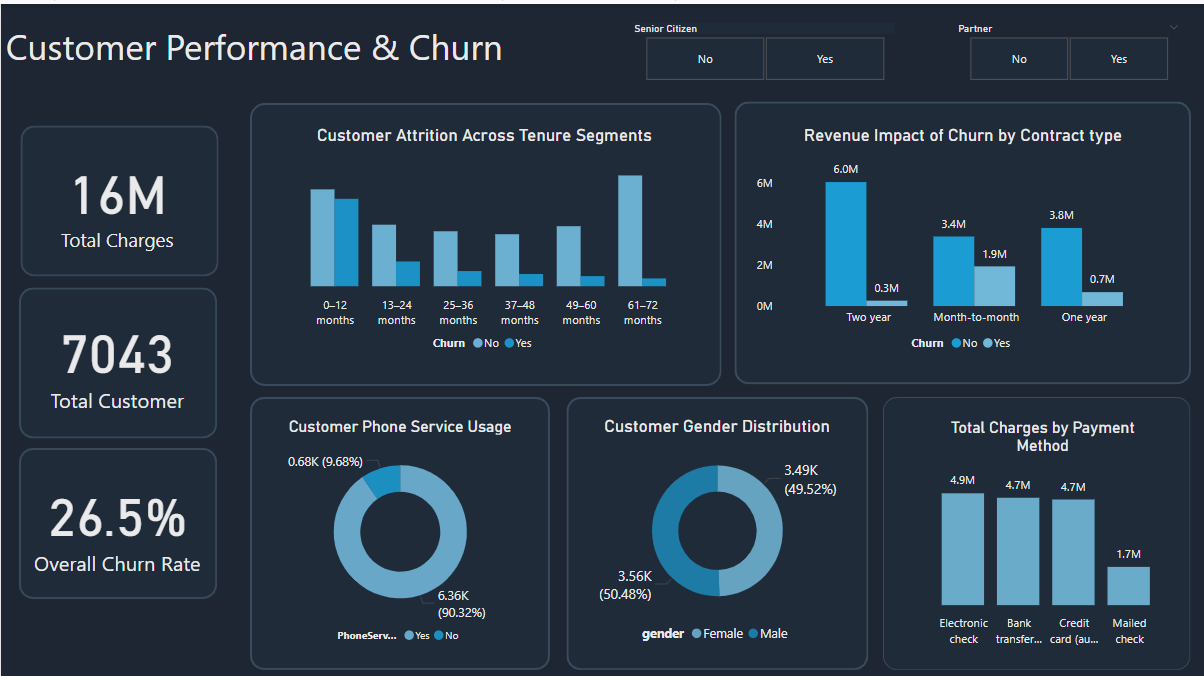 Customer Performance & Churn
Senior Citizen
No
Yes
Partner
No
Yes
16M
Total Charges
7043
Total Customer
26.5%
Overall Churn Rate
Customer Attrition Across Tenure Segments
0–12
months
13–24
months
25–36
months
37–48
months
49–60
months
61–72
months
Churn No Yes
Revenue Impact of Churn by Contract type
6M
4M
2M
0M
6.0M
0.3M
3.4M
1.9M
3.8M
0.7M
Two year
Month-to-month
One year
Churn No Yes
Customer Phone Service Usage
0.68K (9.68%)
6.36K
(90.32%)
PhoneServ... Yes No
Customer Gender Distribution
3.49K
(49.52%)
3.56K
(50.48%)
gender Female Male
Total Charges by Payment
Method
4.9M
4.7M
4.7M
1.7M
Electronic
check
Bank
transfer...
Credit
card (au...
Mailed
check